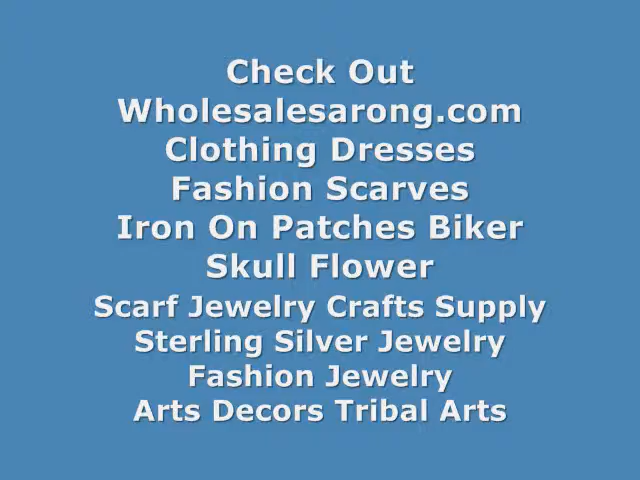 Check Out
Wholesalesarong.com
Clothing Dresses
Fashion Scarves
Iron On Patches Biker
Skull Flower
Scarf Jewelry Crafts Supply
Sterling Silver Jewelry
Fashion Jewelry
Arts Decors Tribal Arts